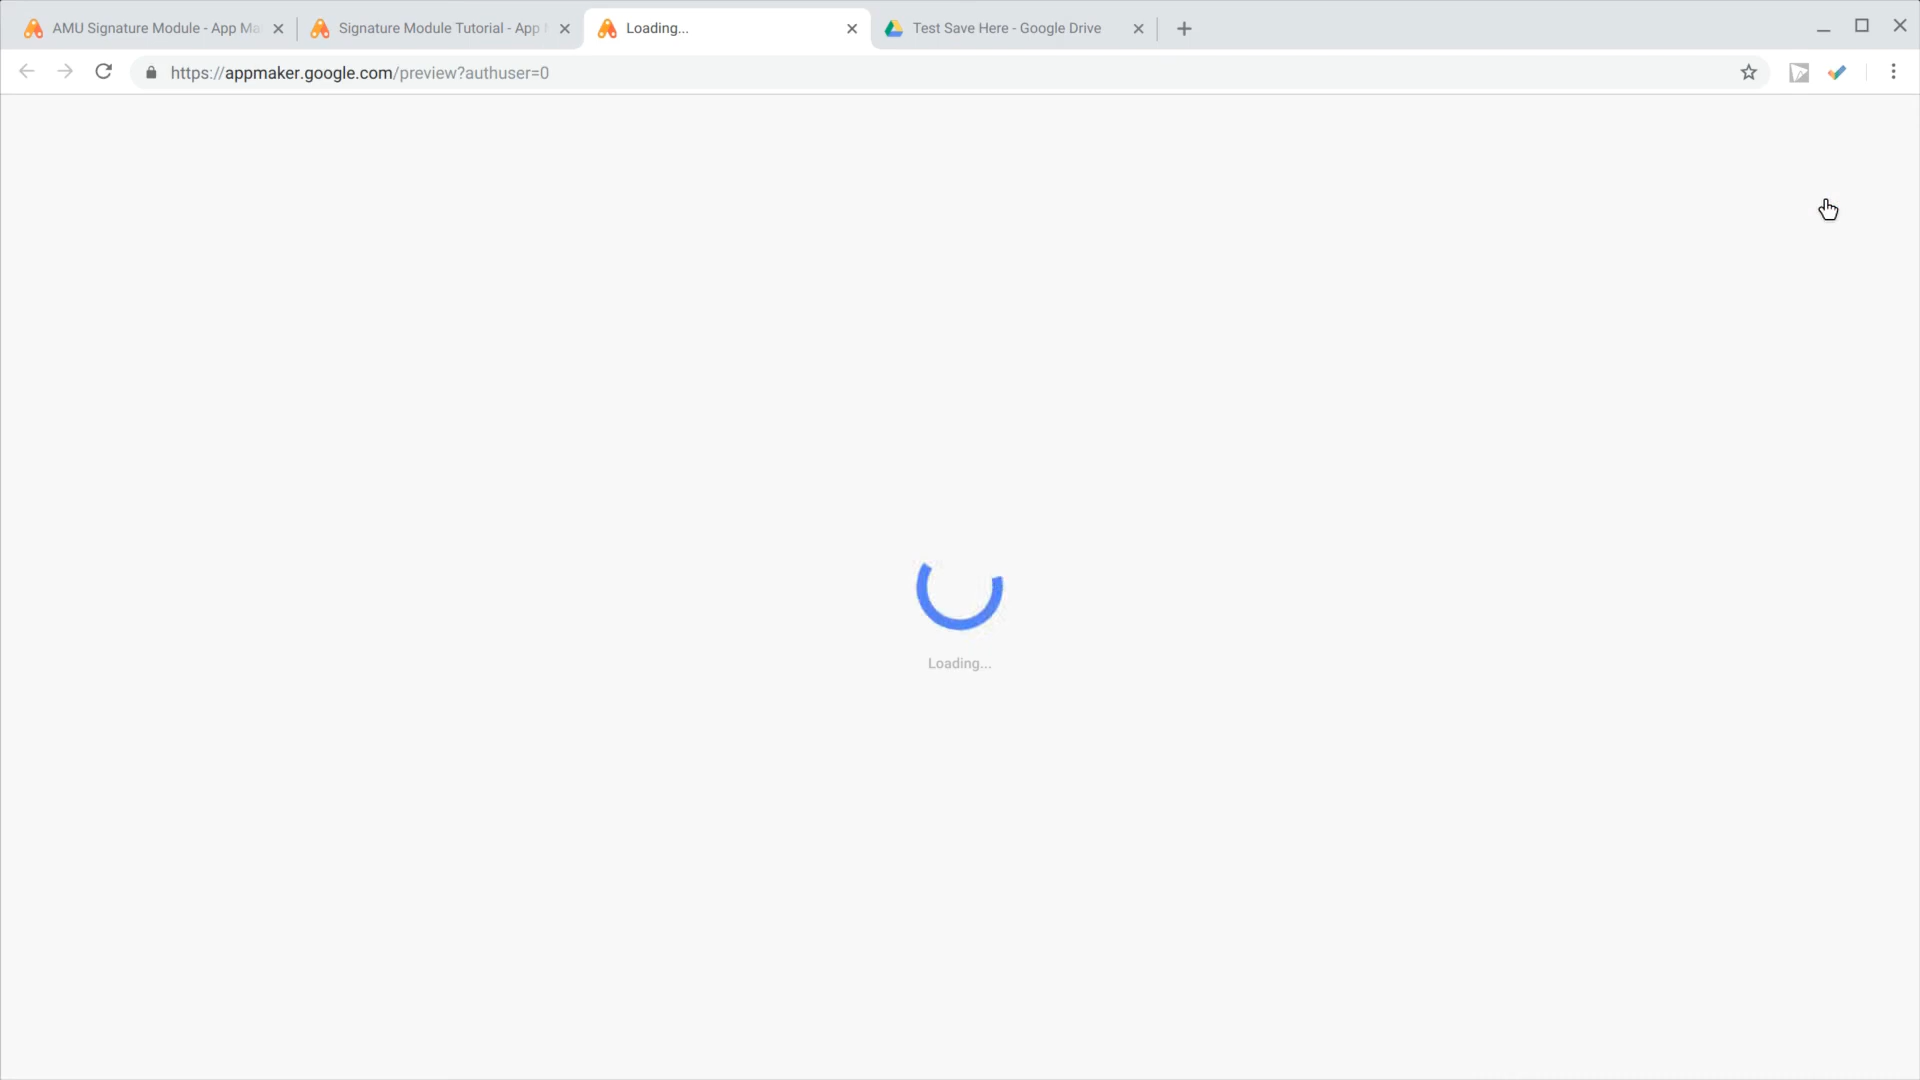 AMU Signature Module - App Ma
Signature Module Tutorial - App
Loading...
Test Save Here - Google Drive
https://appmaker.google.com/preview?authuser=0
Loading...